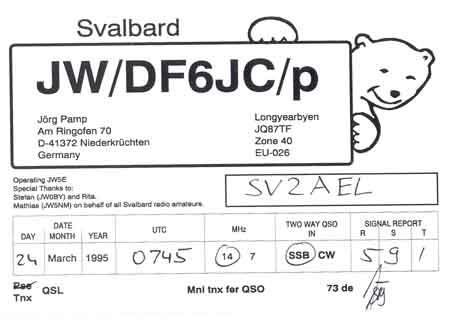 Svalbard
JW/DF6JC/p
Jörg Pamp
Am Ringofen 70
D-41372 Niederkrüchten
Germany
Longyearbyen
JQ87TF
Zone 40
EU-026
Operating JW5E
Special Thanks to:
Stefan (JW0BY) and Rita.
Mathias (JW5NM) on behalf of all Svalbard radio amateurs.
SV2AEL
DAY DATE MONTH YEAR UTC MHz TWO WAY QSO IN SIGNAL REPORT R S T
24 March 1995 0745 14 7 SSB CW 5 9 1
Pse
Tnx QSL Mni tnx fer QSO 73 de